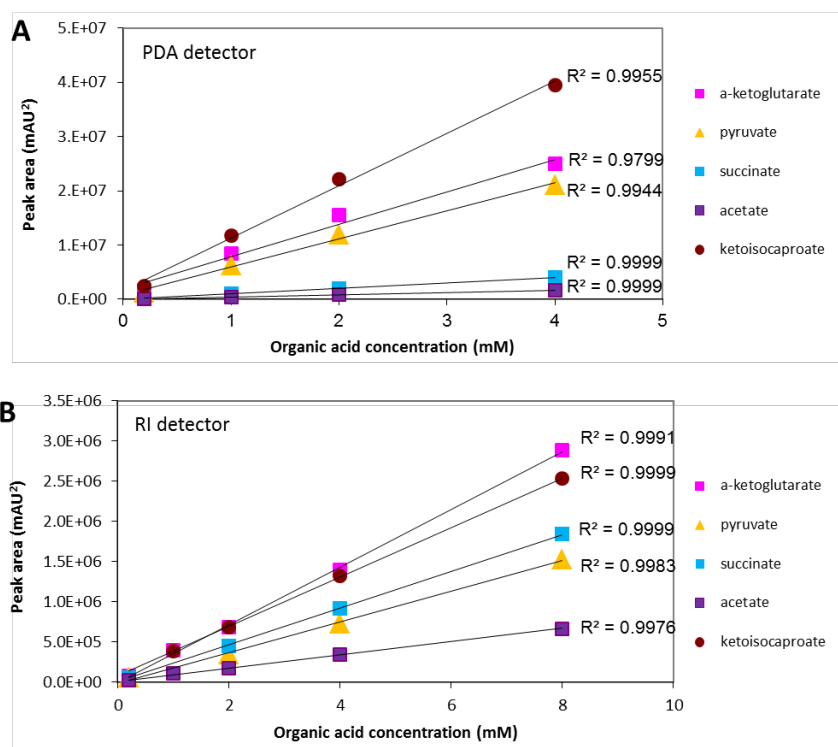 A
PDA detector
5.E+07
4.E+07
3.E+07
2.E+07
1.E+07
0.E+00
Peak area (mAU²)
0 1 2 3 4 5
Organic acid concentration (mM)
R² = 0.9955
R² = 0.9799
R² = 0.9944
R² = 0.9999
R² = 0.9999
a-ketoglutarate
pyruvate
succinate
acetate
ketoisocaproate
B
RI detector
3.5E+06
3.0E+06
2.5E+06
2.0E+06
1.5E+06
1.0E+06
5.0E+05
0.0E+00
Peak area (mAU²)
0 2 4 6 8 10
Organic acid concentration (mM)
R² = 0.9991
R² = 0.9999
R² = 0.9999
R² = 0.9983
R² = 0.9976
a-ketoglutarate
pyruvate
succinate
acetate
ketoisocaproate